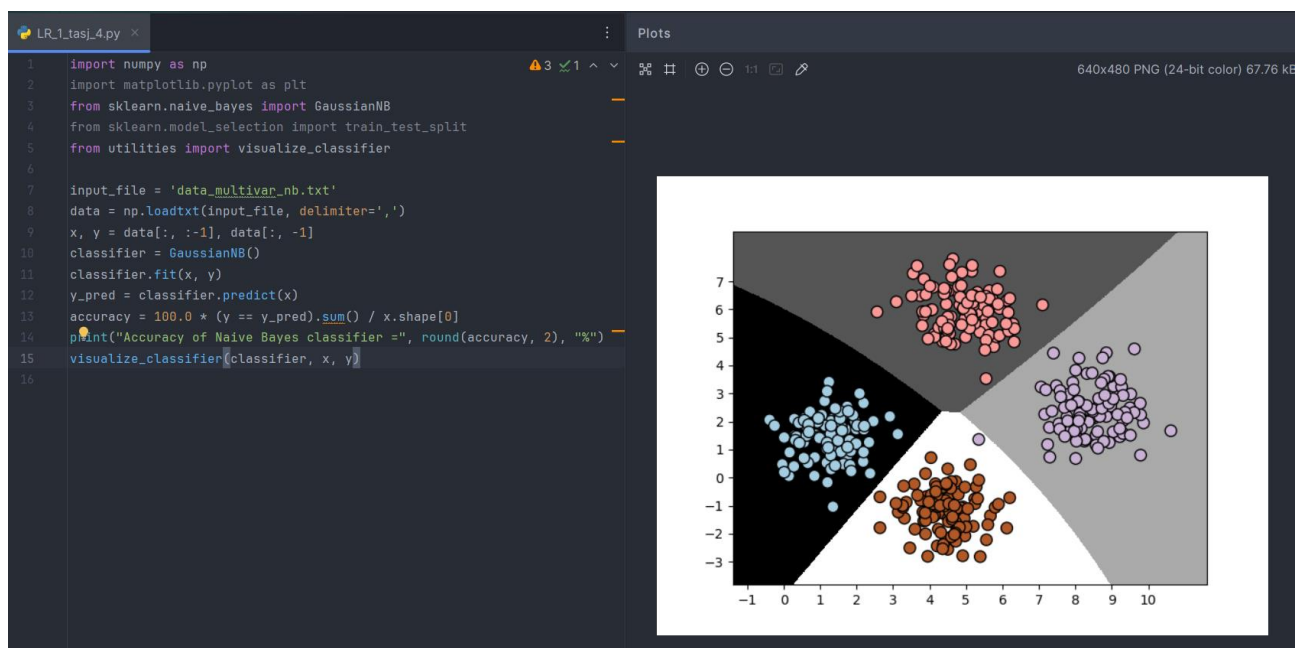 LR_1_tasj_4.py
Plots
3 1
1:1
640x480 PNG (24-bit color) 67.76 kB
1 import numpy as np
2 import matplotlib.pyplot as plt
3 from sklearn.naive_bayes import GaussianNB
4 from sklearn.model_selection import train_test_split
5 from utilities import visualize_classifier
6
7 input_file = 'data_multivar_nb.txt'
8 data = np.loadtxt(input_file, delimiter=',')
9 x, y = data[:, :-1], data[:, -1]
10 classifier = GaussianNB()
11 classifier.fit(x, y)
12 y_pred = classifier.predict(x)
13 accuracy = 100.0 * (y == y_pred).sum() / x.shape[0]
14 print("Accuracy of Naive Bayes classifier =", round(accuracy, 2), "%")
15 visualize_classifier(classifier, x, y)
16
7
6
5
4
3
2
1
0
−1
−2
−3
−1 0 1 2 3 4 5 6 7 8 9 10